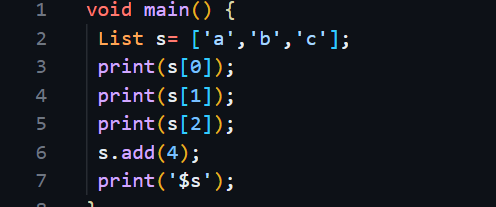 1 void main() {
2 List s= ['a','b','c'];
3 print(s[0]);
4 print(s[1]);
5 print(s[2]);
6 s.add(4);
7 print('$s');